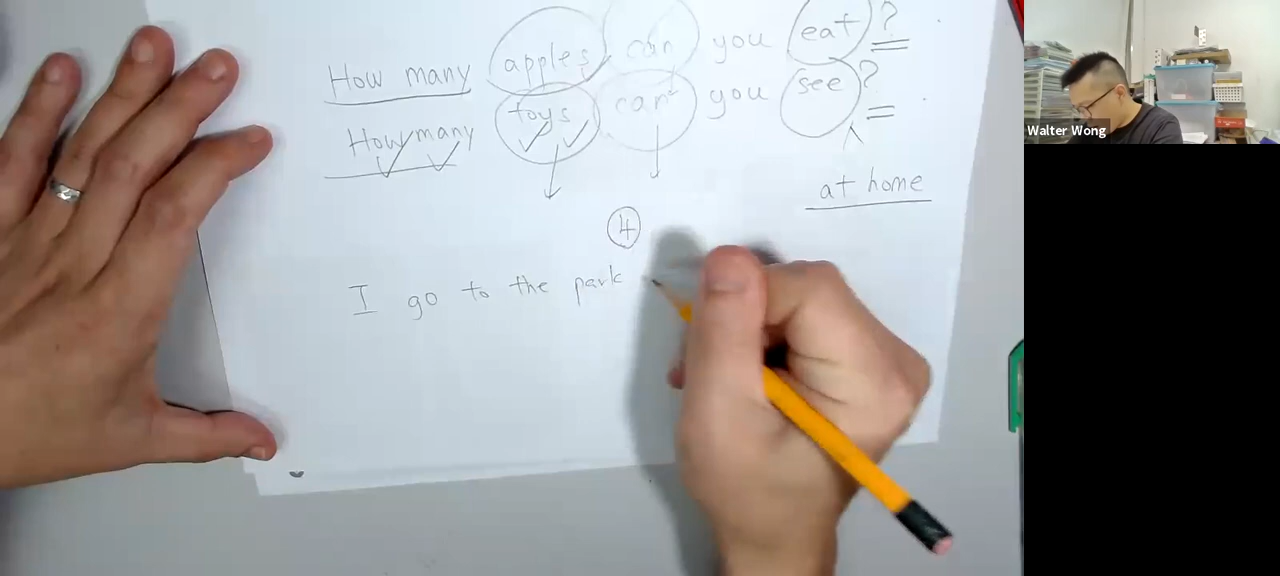 How many apples can you eat?
How many toys can you see?
at home
4
I go to the park
Walter Wong